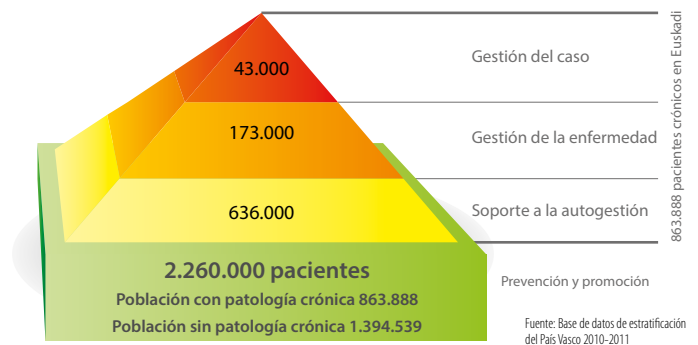 43.000
Gestión del caso
173.000
Gestión de la enfermedad
636.000
Soporte a la autogestión
863.888 pacientes crónicos en Euskadi
2.260.000 pacientes
Población con patología crónica 863.888
Población sin patología crónica 1.394.539
Prevención y promoción
Fuente: Base de datos de estratificación
del País Vasco 2010-2011